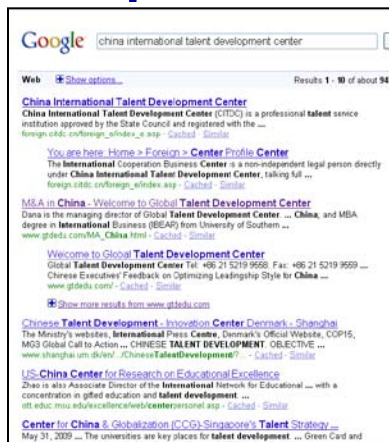 Google china international talent development center
Web Show options... Results 1 - 10 of about 94
China International Talent Development Center
China International Talent Development Center (CITDC) is a professional talent service
institution approved by the State Council and registered with the ...
foreign.citdc.cn/foreign_e/index_e.asp - Cached - Similar
You are here: Home > Foreign > Center Profile Center
The International Cooperation Business Center is a non-independent legal person directly
under China International Talent Development Center, talking full ...
foreign.citdc.cn/foreign_e/index.asp - Cached - Similar
M&A in China - Welcome to Global Talent Development Center
Dana is the managing director of Global Talent Development Center. ... China; and MBA
degree in International Business (IBEAR) from University of Southern ...
www.gtdedu.com/MA_China.html - Cached - Similar
Welcome to Global Talent Development Center
Global Talent Development Center Tel: +86 21 5219 9558. Fax: +86 21 5219 9559 ...
Chinese Executives' Feedback on Optimizing Leadership Style for China ...
www.gtdedu.com/ - Cached - Similar
Show more results from www.gtdedu.com
Chinese Talent Development - Innovation Center Denmark - Shanghai
The Ministry's websites, International Press Centre, Denmark's Official Website, COP15,
MG3 Global Call to Action ... CHINESE TALENT DEVELOPMENT. OBJECTIVE ...
www.shanghai.um.dk/en/.../ChineseTalentDevelopment/?... - Cached - Similar
US-China Center for Research on Educational Excellence
Zhao is also Associate Director of the International Network for Educational ... with a
concentration in gifted education and talent development. ...
ott.educ.msu.edu/excellence/web/centerpersonel.asp - Cached - Similar
Center for China & Globalization (CCG)-Singapore's Talent Strategy ...
May 31, 2009 ... The universities are key places for talent development. ... Green Card and